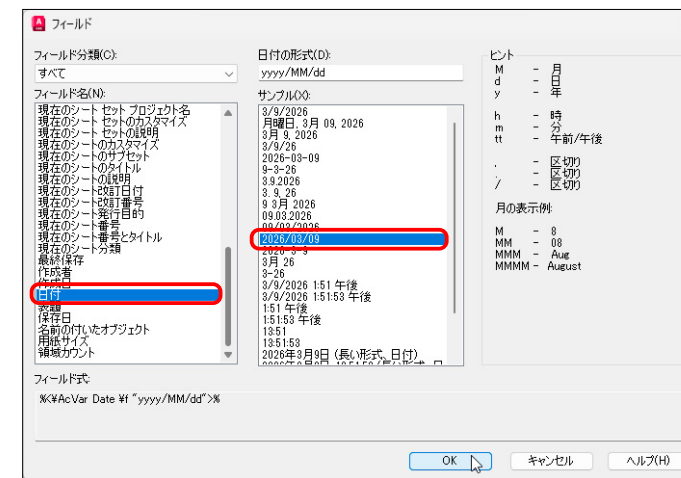 フィールド
フィールド分類(C):
すべて
フィールド名(N):
現在のシート セット プロジェクト名
現在のシート セットのカスタマイズ
現在のシート セットの説明
現在のシートのカスタマイズ
現在のシートのサブセット
現在のシートのタイトル
現在のシートの説明
現在のシート改訂日付
現在のシート改訂番号
現在のシート発行目的
現在のシート番号
現在のシート番号とタイトル
現在のシート分類
最終保存
作成者
作成日
日付
表題
保存日
名前の付いたオブジェクト
用紙サイズ
領域カウント
日付の形式(D):
yyyy/MM/dd
サンプル(X):
3/9/2026
月曜日, 3月 09, 2026
3月 9, 2026
3/9/26
2026-03-09
9-3-26
3.9.2026
3. 9, 26
9 3月 2026
09.03.2026
09/03/2026
2026/03/09
2026-3-9
3月 26
3-26
3/9/2026 1:51 午後
3/9/2026 1:51:53 午後
1:51 午後
1:51:53 午後
13:51
13:51:53
2026年3月9日 (長い形式、日付)
ヒント
M - 月
d - 日
y - 年
h - 時
m - 分
tt - 午前/午後
. - 区切り
: - 区切り
/ - 区切り
月の表示例:
M - 8
MM - 08
MMM - Aug
MMMM - August
フィールド式:
%<¥AcVar Date ¥f "yyyy/MM/dd">%
OK
キャンセル
ヘルプ(H)